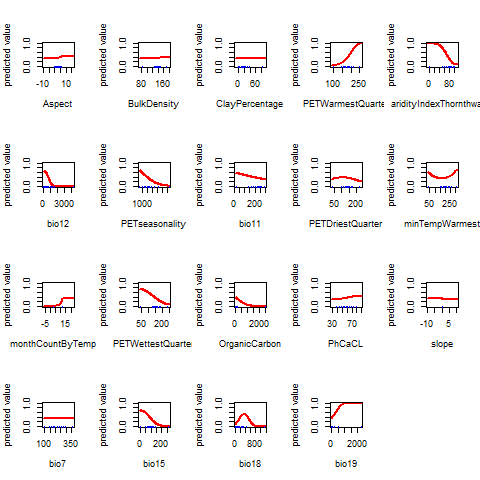 predicted value 0.0 1.0 -10 10 Aspect
predicted value 0.0 1.0 80 160 BulkDensity
predicted value 0.0 1.0 0 60 ClayPercentage
predicted value 0.0 1.0 100 250 PETWarmestQuarte
predicted value 0.0 1.0 0 80 aridityIndexThornthwa
predicted value 0.0 1.0 0 3000 bio12
predicted value 0.0 1.0 1000 PETseasonality
predicted value 0.0 1.0 0 200 bio11
predicted value 0.0 1.0 50 200 PETDriestQuarter
predicted value 0.0 1.0 50 250 minTempWarmest
predicted value 0.0 1.0 -5 15 monthCountByTemp
predicted value 0.0 1.0 50 200 PETWettestQuarte
predicted value 0.0 1.0 0 2000 OrganicCarbon
predicted value 0.0 1.0 30 70 PhCaCL
predicted value 0.0 1.0 -10 5 slope
predicted value 0.0 1.0 100 350 bio7
predicted value 0.0 1.0 0 200 bio15
predicted value 0.0 1.0 0 800 bio18
predicted value 0.0 1.0 0 2000 bio19